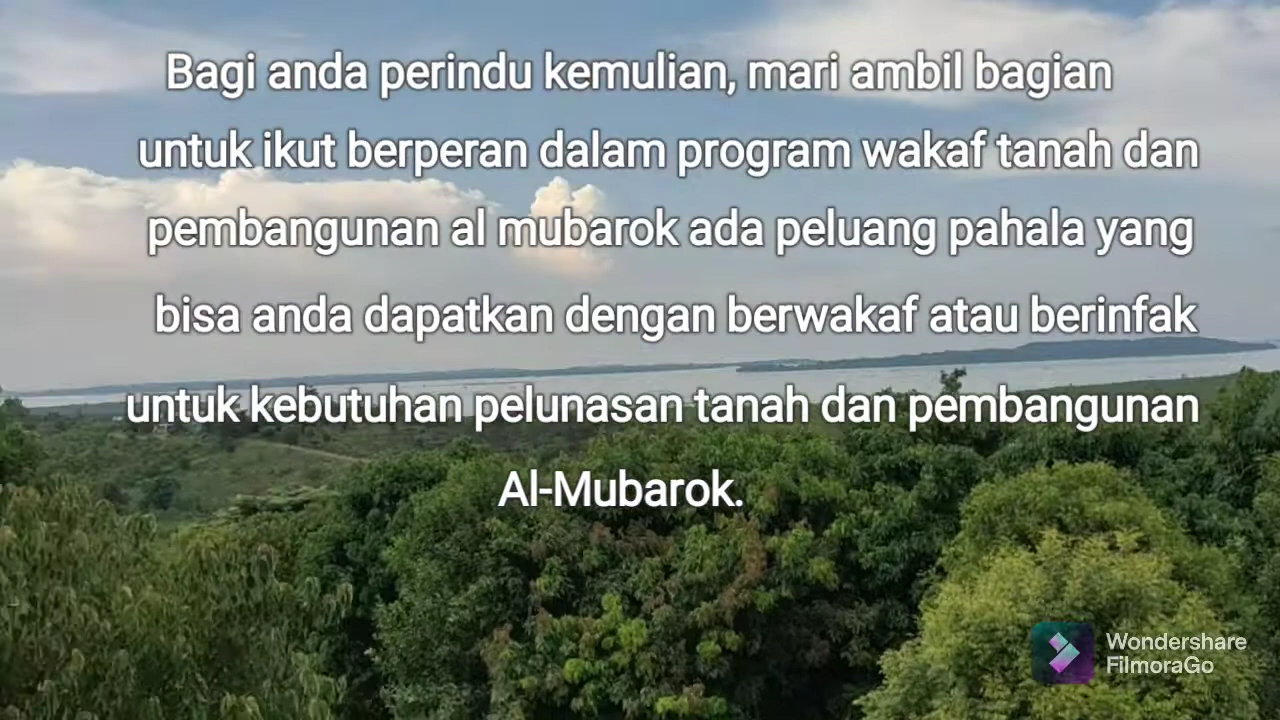 Bagi anda perindu kemulian, mari ambil bagian
untuk ikut berperan dalam program wakaf tanah dan
pembangunan al mubarok ada peluang pahala yang
bisa anda dapatkan dengan berwakaf atau berinfak
untuk kebutuhan pelunasan tanah dan pembangunan
Al-Mubarok.
Wondershare
FilmoraGo